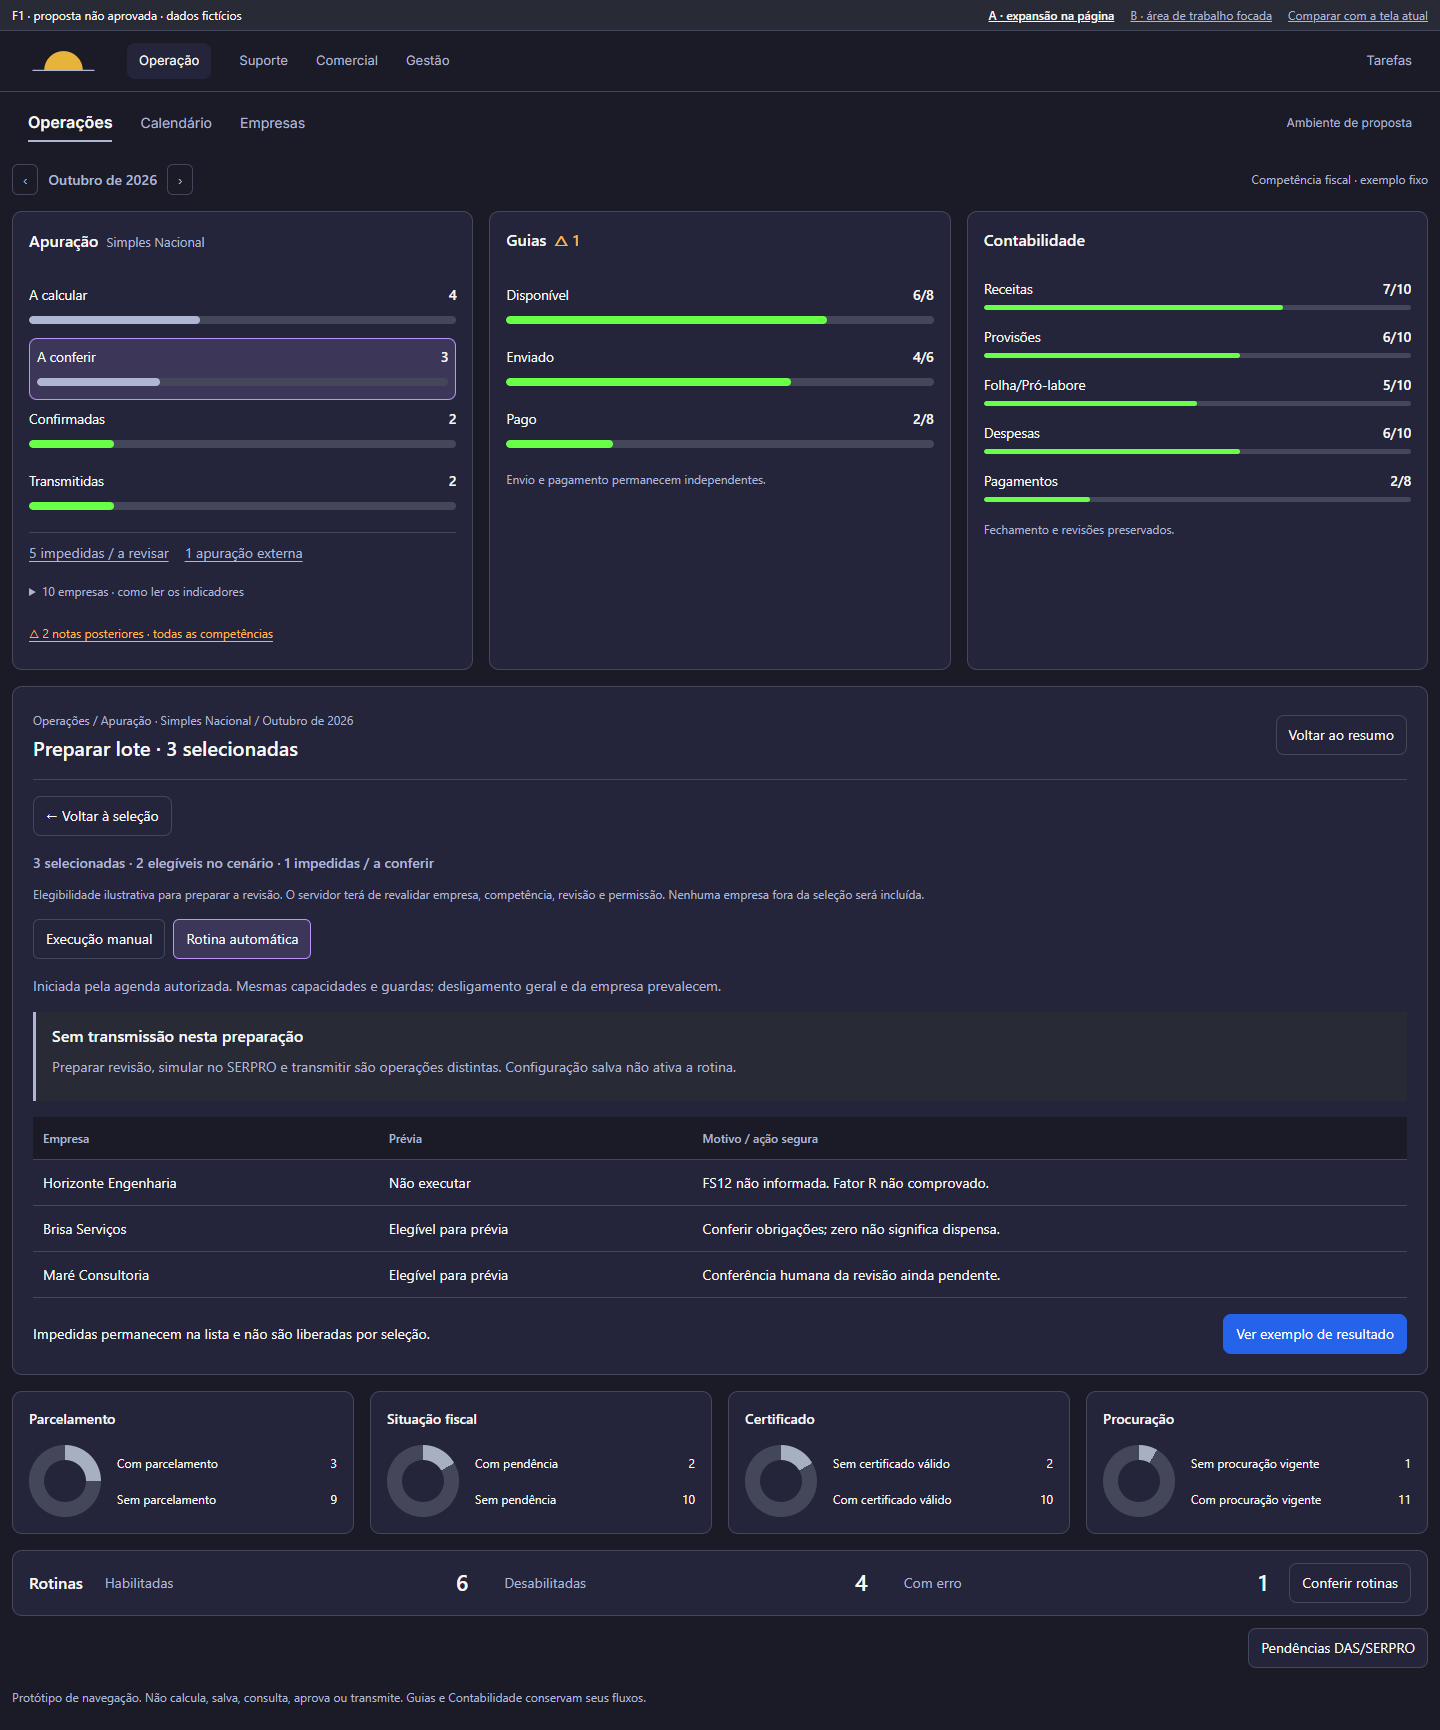 F1 · proposta não aprovada · dados fictícios
A · expansão na página
B · área de trabalho focada
Comparar com a tela atual
Operação
Suporte
Comercial
Gestão
Tarefas
Operações
Calendário
Empresas
Ambiente de proposta
‹ Outubro de 2026 ›
Competência fiscal · exemplo fixo
Apuração Simples Nacional
A calcular 4
A conferir 3
Confirmadas 2
Transmitidas 2
5 impedidas / a revisar
1 apuração externa
▶ 10 empresas · como ler os indicadores
△ 2 notas posteriores · todas as competências
Guias △ 1
Disponível 6/8
Enviado 4/6
Pago 2/8
Envio e pagamento permanecem independentes.
Contabilidade
Receitas 7/10
Provisões 6/10
Folha/Pró-labore 5/10
Despesas 6/10
Pagamentos 2/8
Fechamento e revisões preservados.
Operações / Apuração · Simples Nacional / Outubro de 2026
Preparar lote · 3 selecionadas
Voltar ao resumo
← Voltar à seleção
3 selecionadas · 2 elegíveis no cenário · 1 impedidas / a conferir
Elegibilidade ilustrativa para preparar a revisão. O servidor terá de revalidar empresa, competência, revisão e permissão. Nenhuma empresa fora da seleção será incluída.
Execução manual
Rotina automática
Iniciada pela agenda autorizada. Mesmas capacidades e guardas; desligamento geral e da empresa prevalecem.
Sem transmissão nesta preparação
Preparar revisão, simular no SERPRO e transmitir são operações distintas. Configuração salva não ativa a rotina.
Empresa Prévia Motivo / ação segura
Horizonte Engenharia Não executar FS12 não informada. Fator R não comprovado.
Brisa Serviços Elegível para prévia Conferir obrigações; zero não significa dispensa.
Maré Consultoria Elegível para prévia Conferência humana da revisão ainda pendente.
Impedidas permanecem na lista e não são liberadas por seleção.
Ver exemplo de resultado
Parcelamento
Com parcelamento 3
Sem parcelamento 9
Situação fiscal
Com pendência 2
Sem pendência 10
Certificado
Sem certificado válido 2
Com certificado válido 10
Procuração
Sem procuração vigente 1
Com procuração vigente 11
Rotinas Habilitadas 6 Desabilitadas 4 Com erro 1 Conferir rotinas
Pendências DAS/SERPRO
Protótipo de navegação. Não calcula, salva, consulta, aprova ou transmite. Guias e Contabilidade conservam seus fluxos.